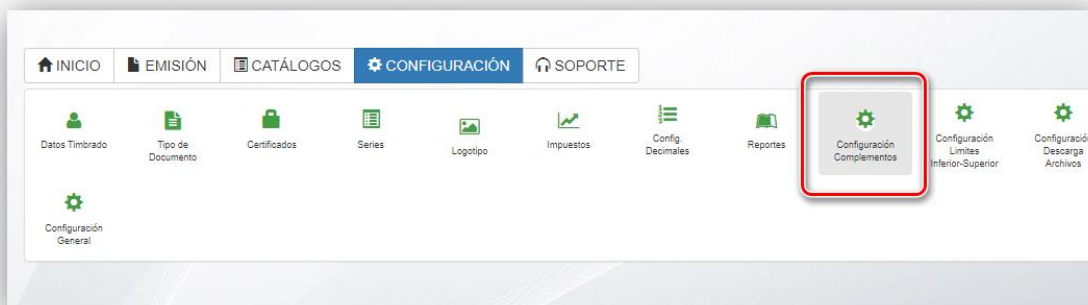 INICIO EMISIÓN CATÁLOGOS CONFIGURACIÓN SOPORTE
Datos Timbrado
Tipo de
Documento
Certificados
Series
Logotipo
Impuestos
Config.
Decimales
Reportes
Configuración
Complementos
Configuración
Limites
Inferior-Superior
Configuración
Descarga
Archivos
Configuración
General